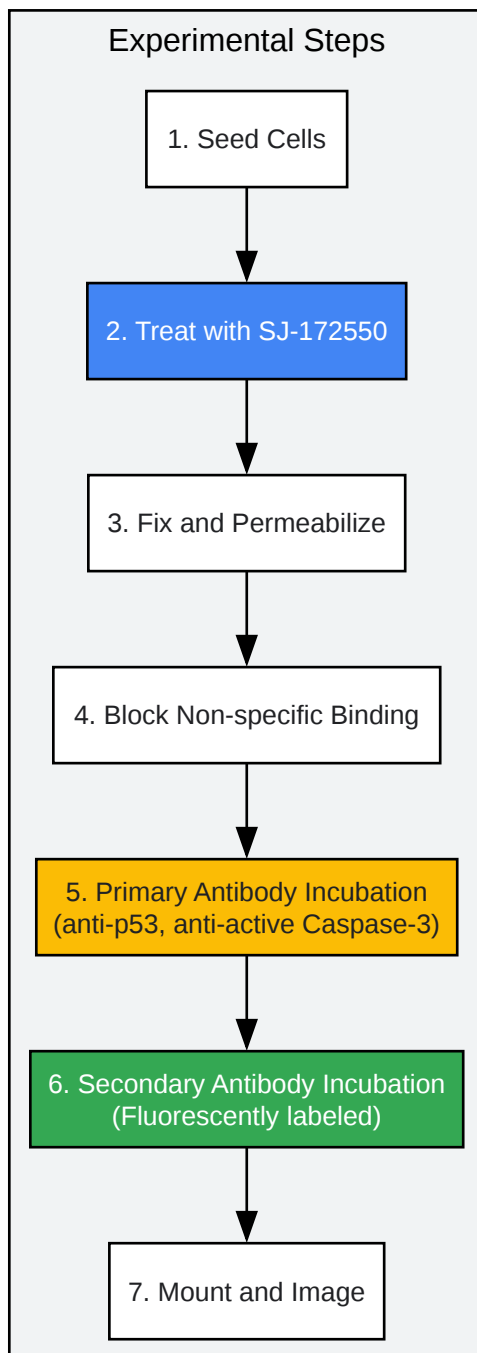 Experimental Steps
1. Seed Cells
2. Treat with SJ-172550
3. Fix and Permeabilize
4. Block Non-specific Binding
5. Primary Antibody Incubation
(anti-p53, anti-active Caspase-3)
6. Secondary Antibody Incubation
(Fluorescently labeled)
7. Mount and Image